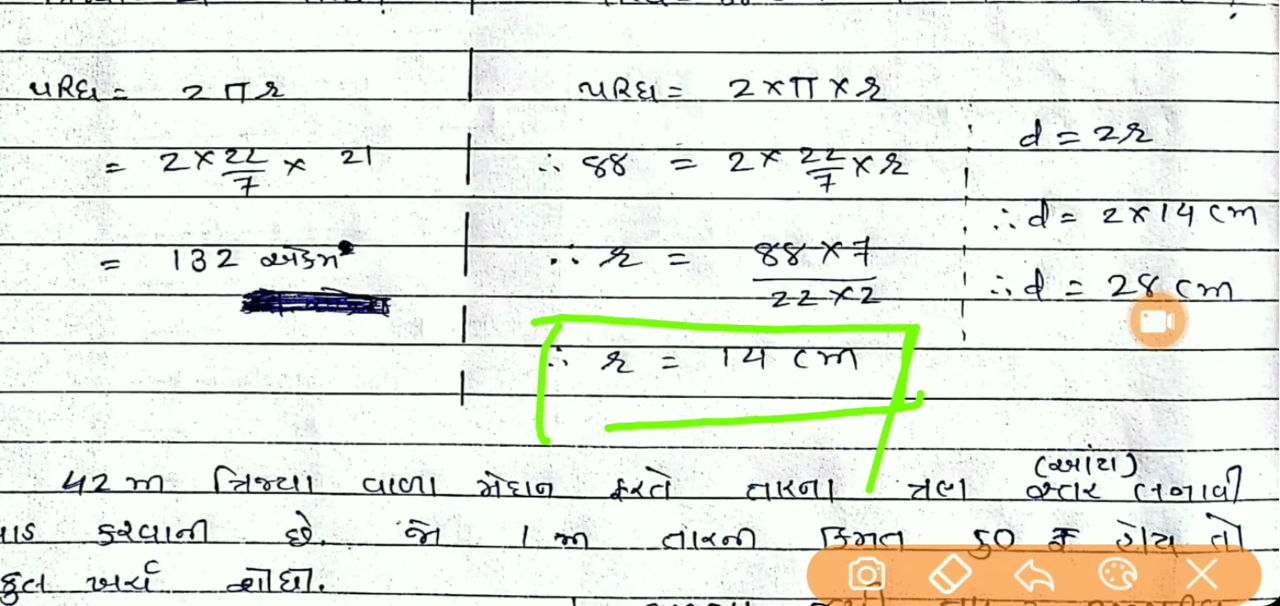 પરિઘ = 2πr
= 2 × 22/7 × 21
= 132 એકમ
પરિઘ = 2 × π × r
∴ 88 = 2 × 22/7 × r
∴ r = 88 × 7 / 22 × 2
∴ r = 14 cm
d = 2r
∴ d = 2 × 14 cm
∴ d = 28 cm
(આંટા)
42 m ત્રિજ્યા વાળા મેદાન ફરતે તારના ત્રણ સ્તર બનાવી
વાડ કરવાની છે. જો 1 m તારની કિંમત 50 ₹ હોય તો
કુલ ખર્ચ શોધો.